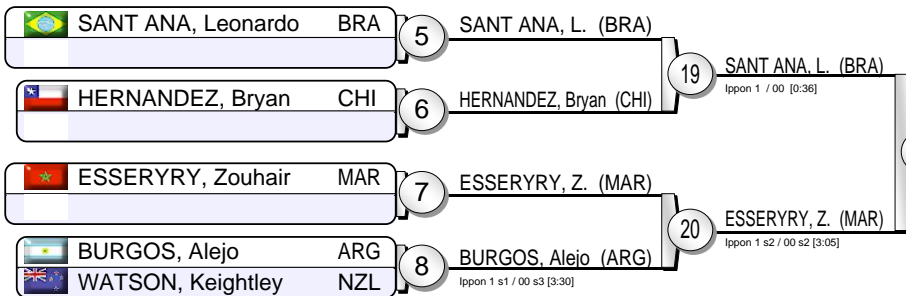 SANT ANA, Leonardo BRA
5
SANT ANA, L. (BRA)
19
SANT ANA, L. (BRA)
Ippon 1 / 00 [0:36]
HERNANDEZ, Bryan CHI
6
HERNANDEZ, Bryan (CHI)
ESSERYRY, Zouhair MAR
7
ESSERYRY, Z. (MAR)
20
ESSERYRY, Z. (MAR)
Ippon 1 s2 / 00 s2 [3:05]
BURGOS, Alejo ARG
WATSON, Keightley NZL
8
BURGOS, Alejo (ARG)
Ippon 1 s1 / 00 s3 [3:30]